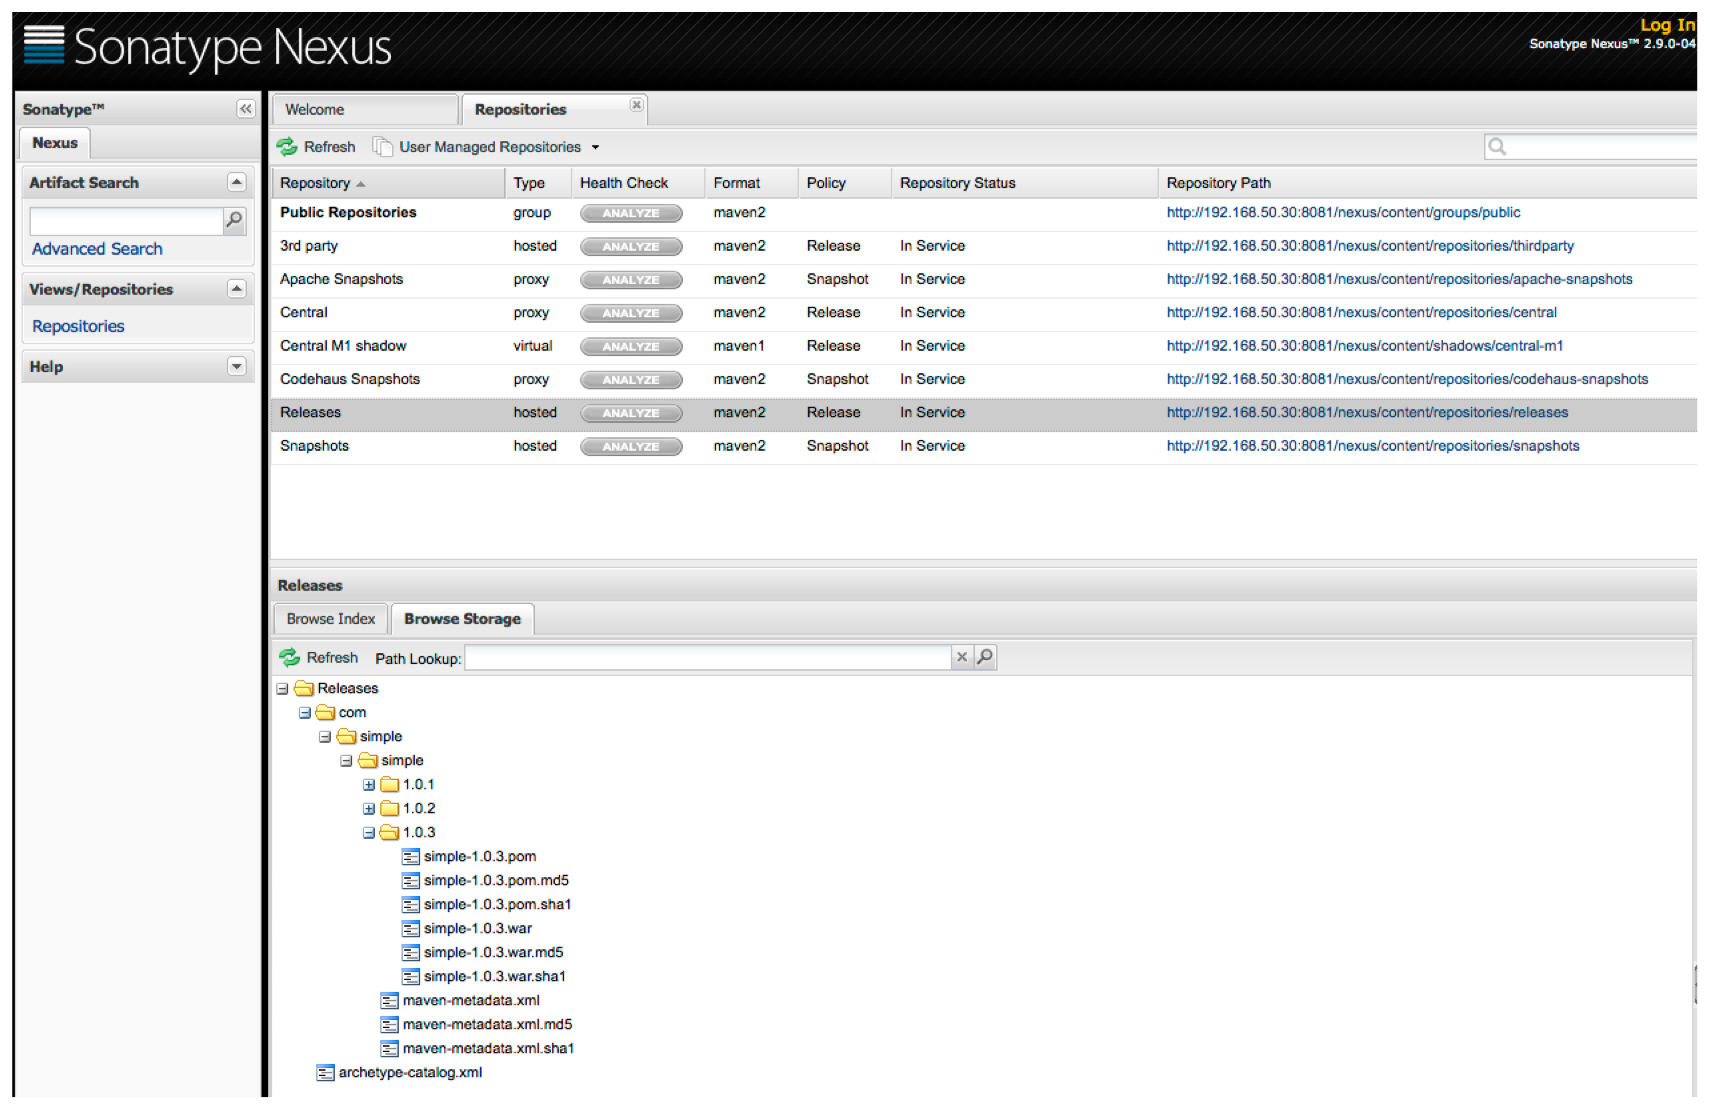 Sonatype Nexus
Log In
Sonatype Nexus™ 2.9.0-04
Sonatype™
Nexus
Artifact Search
Advanced Search
Views/Repositories
Repositories
Help
Welcome
Repositories
Refresh
User Managed Repositories
Repository Type Health Check Format Policy Repository Status Repository Path
Public Repositories group ANALYZE maven2 http://192.168.50.30:8081/nexus/content/groups/public
3rd party hosted ANALYZE maven2 Release In Service http://192.168.50.30:8081/nexus/content/repositories/thirdparty
Apache Snapshots proxy ANALYZE maven2 Snapshot In Service http://192.168.50.30:8081/nexus/content/repositories/apache-snapshots
Central proxy ANALYZE maven2 Release In Service http://192.168.50.30:8081/nexus/content/repositories/central
Central M1 shadow virtual ANALYZE maven1 Release In Service http://192.168.50.30:8081/nexus/content/shadows/central-m1
Codehaus Snapshots proxy ANALYZE maven2 Snapshot In Service http://192.168.50.30:8081/nexus/content/repositories/codehaus-snapshots
Releases hosted ANALYZE maven2 Release In Service http://192.168.50.30:8081/nexus/content/repositories/releases
Snapshots hosted ANALYZE maven2 Snapshot In Service http://192.168.50.30:8081/nexus/content/repositories/snapshots
Releases
Browse Index Browse Storage
Refresh Path Lookup:
Releases
com
simple
simple
1.0.1
1.0.2
1.0.3
simple-1.0.3.pom
simple-1.0.3.pom.md5
simple-1.0.3.pom.sha1
simple-1.0.3.war
simple-1.0.3.war.md5
simple-1.0.3.war.sha1
maven-metadata.xml
maven-metadata.xml.md5
maven-metadata.xml.sha1
archetype-catalog.xml